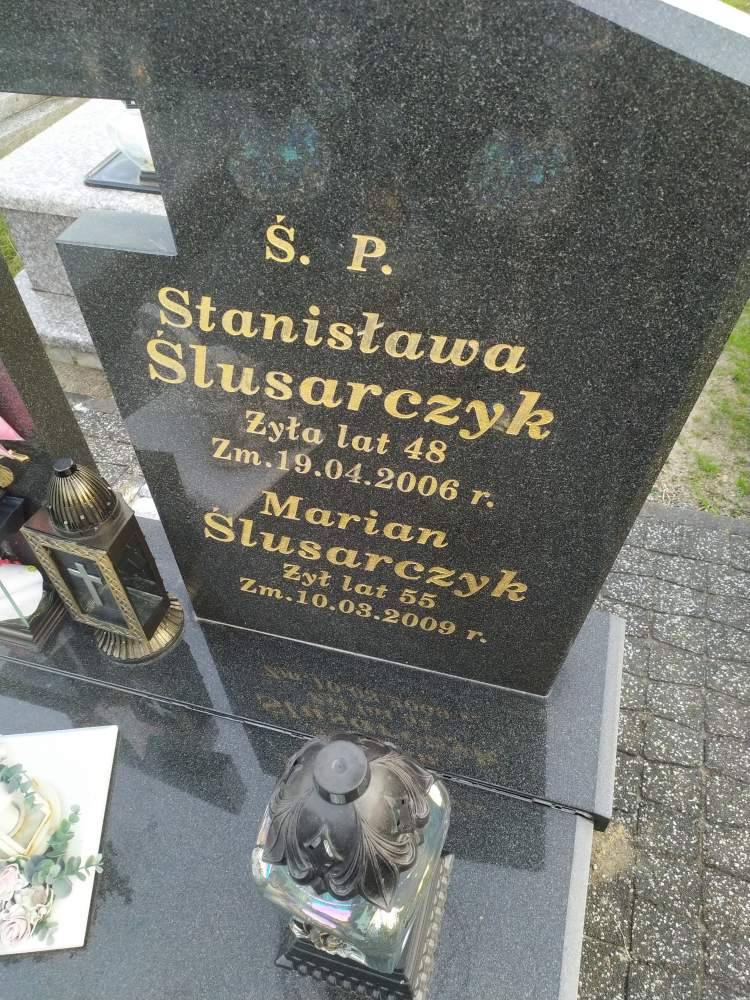 Ś. P.
Stanisława
Ślusarczyk
Żyła lat 48
Zm.19.04.2006 r.
Marian
Ślusarczyk
Żył lat 55
Zm.10.03.2009 r.